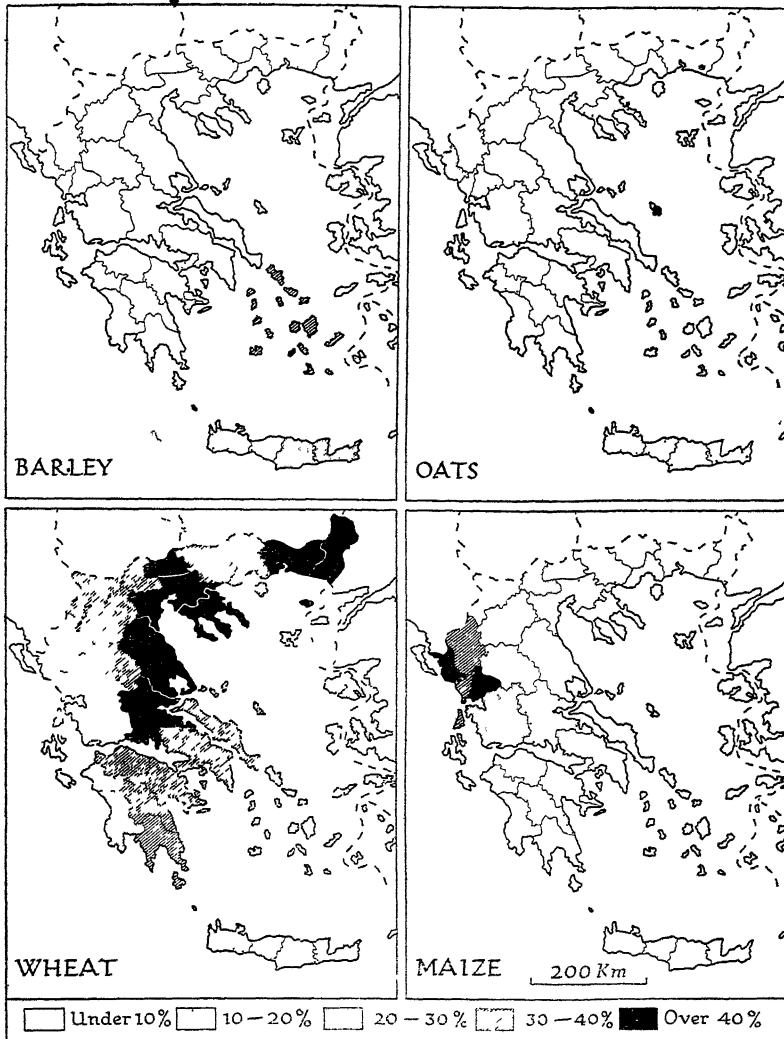 BARLEY
OATS
WHEAT
MAIZE
200 Km
Under 10% 10-20% 20-30% 30-40% Over 40%